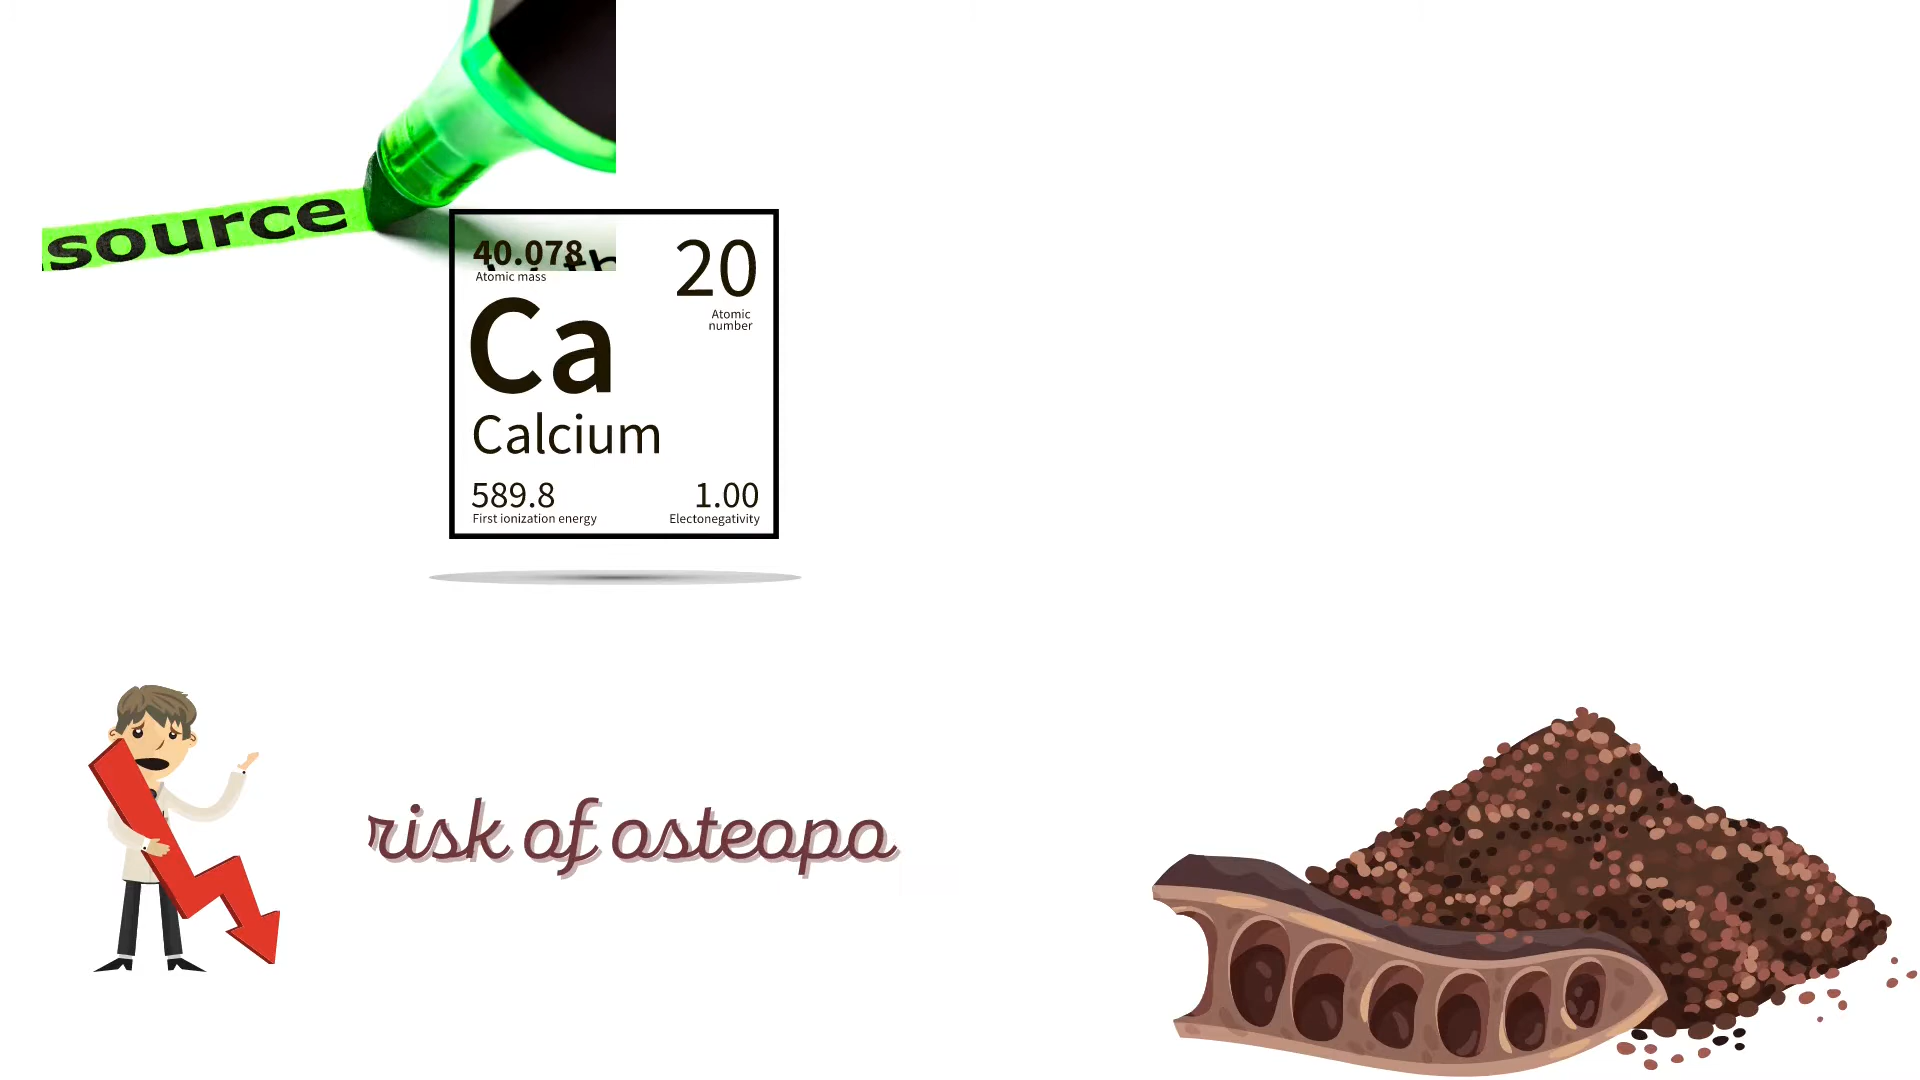 source
40.078
Atomic mass
20
Atomic
number
Ca
Calcium
589.8
First ionization energy
1.00
Electonegativity
risk of osteopo